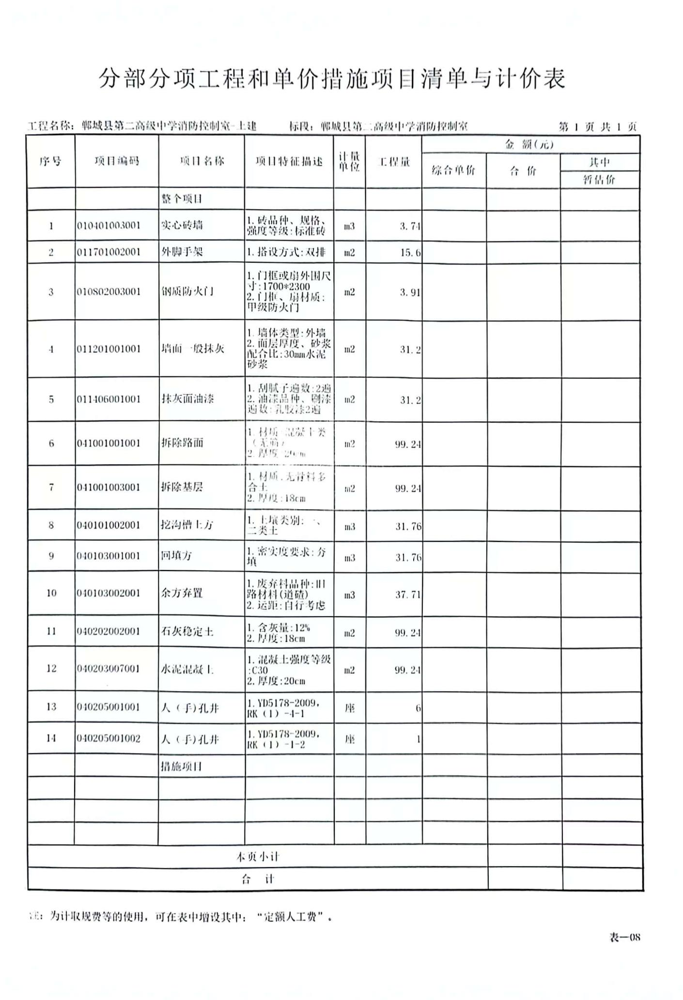 分部分项工程和单价措施项目清单与计价表
工程名称：郸城县第二高级中学消防控制室-土建 标段：郸城县第二高级中学消防控制室 第 1 页 共 1 页
序号 项目编码 项目名称 项目特征描述 计量单位 工程量 金 额(元)
综合单价 合 价 其中
暂估价
整个项目
1 010401003001 实心砖墙 1.砖品种、规格、
强度等级:标准砖 m3 3.74
2 011701002001 外脚手架 1.搭设方式:双排 m2 15.6
3 010802003001 钢质防火门 1.门框或扇外围尺
寸:1700*2300
2.门框、扇材质:
甲级防火门 m2 3.91
4 011201001001 墙面一般抹灰 1.墙体类型:外墙
2.面层厚度、砂浆
配合比:30mm水泥
砂浆 m2 31.2
5 011406001001 抹灰面油漆 1.刮腻子遍数:2遍
2.油漆品种、刷漆
遍数:乳胶漆2遍 m2 31.2
6 041001001001 拆除路面 1.材质:混凝土类
（无筋）
2.厚度:20cm m2 99.24
7 041001003001 拆除基层 1.材质:无骨料多
合土
2.厚度:18cm m2 99.24
8 040101002001 挖沟槽土方 1.土壤类别:一、
二类土 m3 31.76
9 040103001001 回填方 1.密实度要求:夯
填 m3 31.76
10 040103002001 余方弃置 1.废弃料品种:旧
路材料(道碴)
2.运距:自行考虑 m3 37.71
11 040202002001 石灰稳定土 1.含灰量:12%
2.厚度:18cm m2 99.24
12 040203007001 水泥混凝土 1.混凝土强度等级
:C30
2.厚度:20cm m2 99.24
13 040205001001 人（手)孔井 1.YD5178-2009,
RK（1）-4-1 座 6
14 040205001002 人（手)孔井 1.YD5178-2009,
RK（1）-1-2 座 1
措施项目
本页小计
合 计
注：为计取规费等的使用，可在表中增设其中：“定额人工费”。
表—08